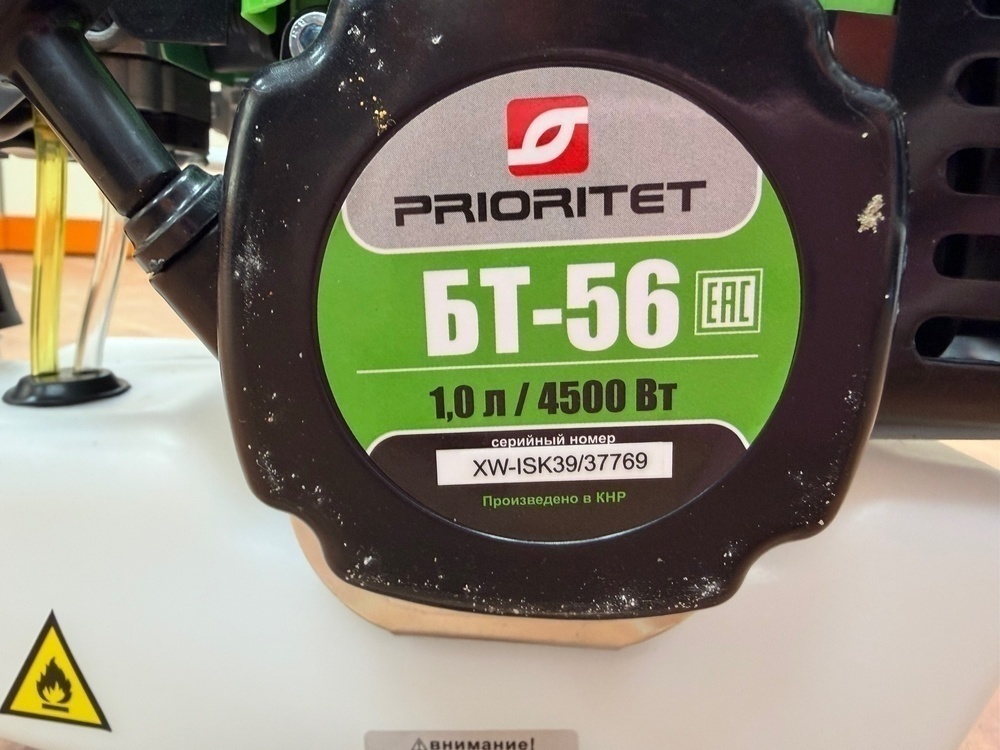 PRIORITET
БТ-56
EAC
1,0 л / 4500 Вт
серийный номер
XW-ISK39/37769
Произведено в КНР
внимание!